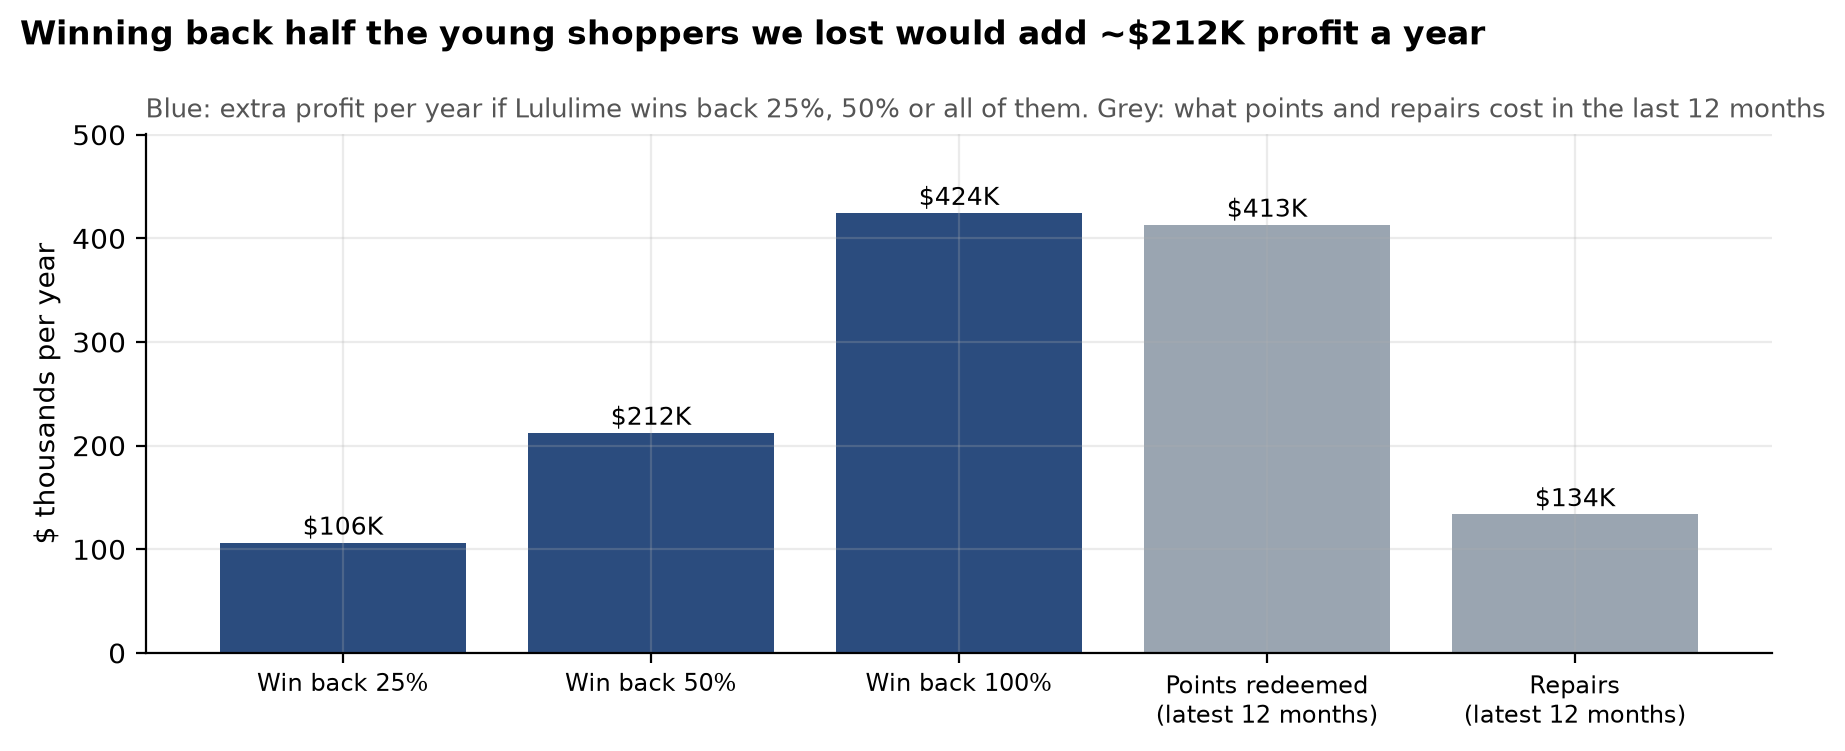 Winning back half the young shoppers we lost would add ~$212K profit a year
Blue: extra profit per year if Lululime wins back 25%, 50% or all of them. Grey: what points and repairs cost in the last 12 months
$ thousands per year
500
400
300
200
100
0
$106K
$212K
$424K
$413K
$134K
Win back 25%
Win back 50%
Win back 100%
Points redeemed
(latest 12 months)
Repairs
(latest 12 months)